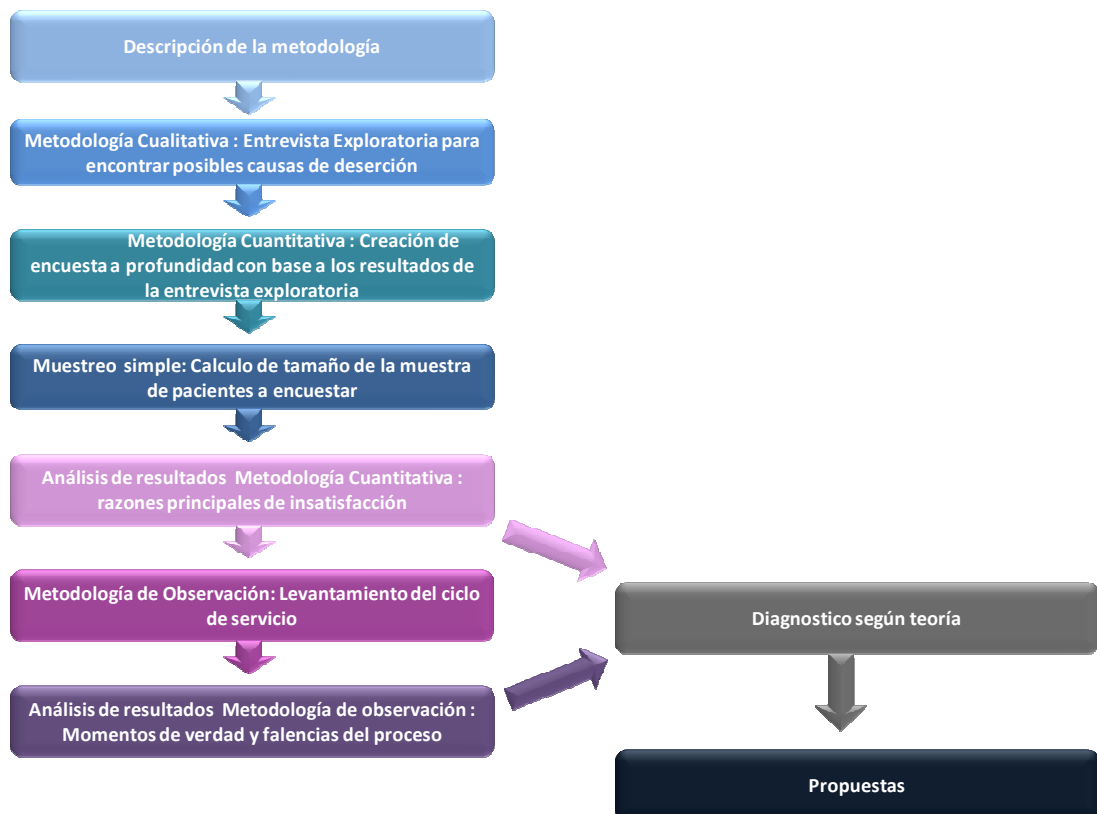 Descripción de la metodología
Metodología Cualitativa : Entrevista Exploratoria para
encontrar posibles causas de deserción
Metodología Cuantitativa : Creación de
encuesta a profundidad con base a los resultados de
la entrevista exploratoria
Muestreo simple: Calculo de tamaño de la muestra
de pacientes a encuestar
Análisis de resultados Metodología Cuantitativa :
razones principales de insatisfacción
Metodología de Observación: Levantamiento del ciclo
de servicio
Análisis de resultados Metodología de observación :
Momentos de verdad y falencias del proceso
Diagnostico según teoría
Propuestas